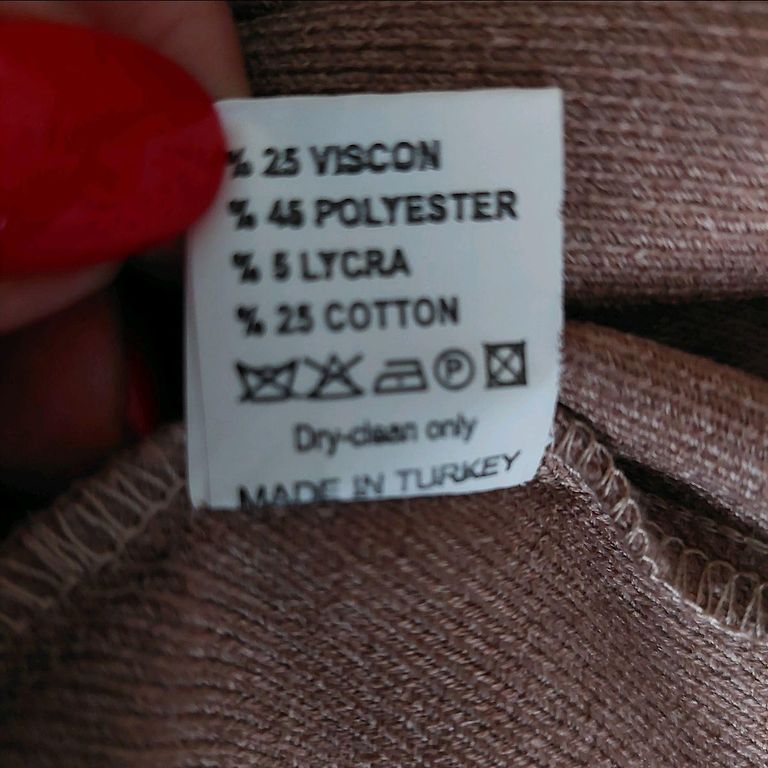 % 25 VISCON
% 45 POLYESTER
% 5 LYCRA
% 25 COTTON
P
Dry-clean only
MADE IN TURKEY